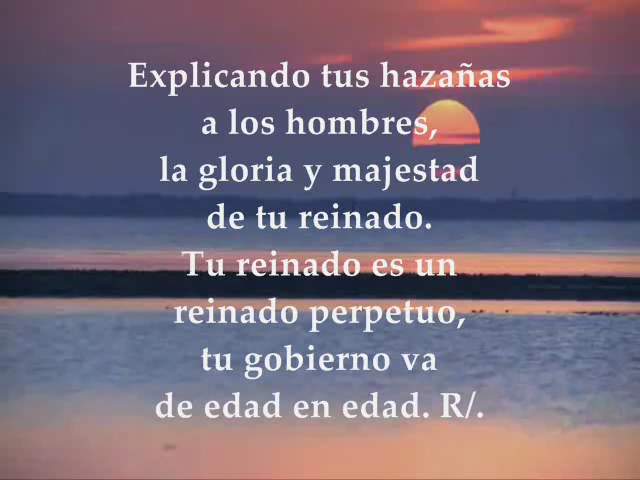 Explicando tus hazañas
a los hombres,
la gloria y majestad
de tu reinado.
Tu reinado es un
reinado perpetuo,
tu gobierno va
de edad en edad. R/.